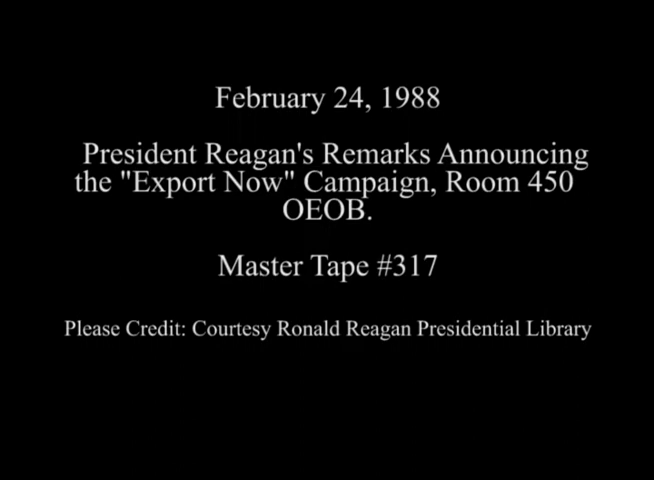 February 24, 1988
President Reagan's Remarks Announcing
the "Export Now" Campaign, Room 450
OEOB.
Master Tape #317
Please Credit: Courtesy Ronald Reagan Presidential Library